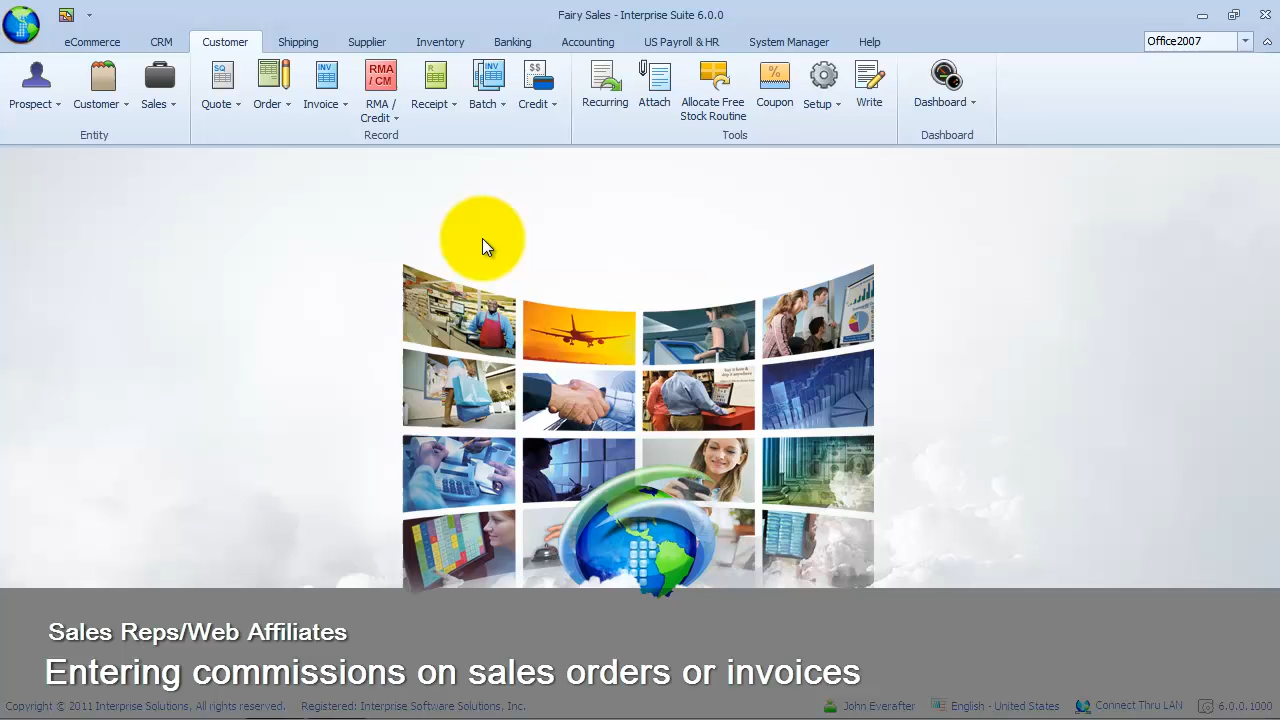 Fairy Sales - Interprise Suite 6.0.0
eCommerce CRM Customer Shipping Supplier Inventory Banking Accounting US Payroll & HR System Manager Help Office2007
SQ INV RMA / CM R INV $$ %
Prospect Customer Sales Quote Order Invoice RMA / Credit Receipt Batch Credit Recurring Attach Allocate Free Stock Routine Coupon Setup Write Dashboard
Entity Record Tools Dashboard
Sales Reps/Web Affiliates
Entering commissions on sales orders or invoices
Copyright © 2011 Interprise Solutions, All rights reserved. Registered: Interprise Software Solutions, Inc. John Everafter English - United States Connect Thru LAN 6.0.0.1000